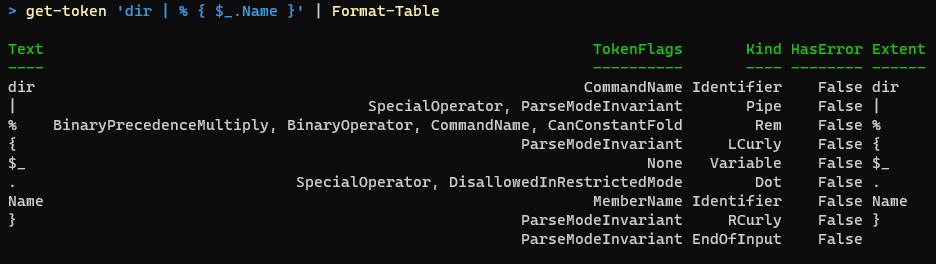 > get-token 'dir | % { $_.Name }' | Format-Table
Text TokenFlags Kind HasError Extent
---- ---------- ---- -------- ------
dir CommandName Identifier False dir
| SpecialOperator, ParseModeInvariant Pipe False |
% BinaryPrecedenceMultiply, BinaryOperator, CommandName, CanConstantFold Rem False %
{ ParseModeInvariant LCurly False {
$_ None Variable False $_
. SpecialOperator, DisallowedInRestrictedMode Dot False .
Name MemberName Identifier False Name
} ParseModeInvariant RCurly False }
ParseModeInvariant EndOfInput False